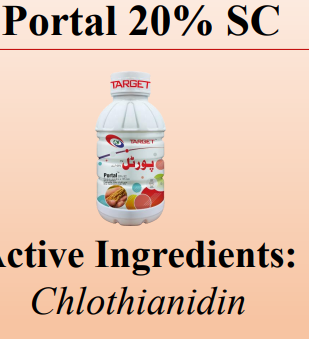 Portal 20% SC
TARGET
TARGET
پورٹل
Portal
Active Ingredients:
Chlothianidin